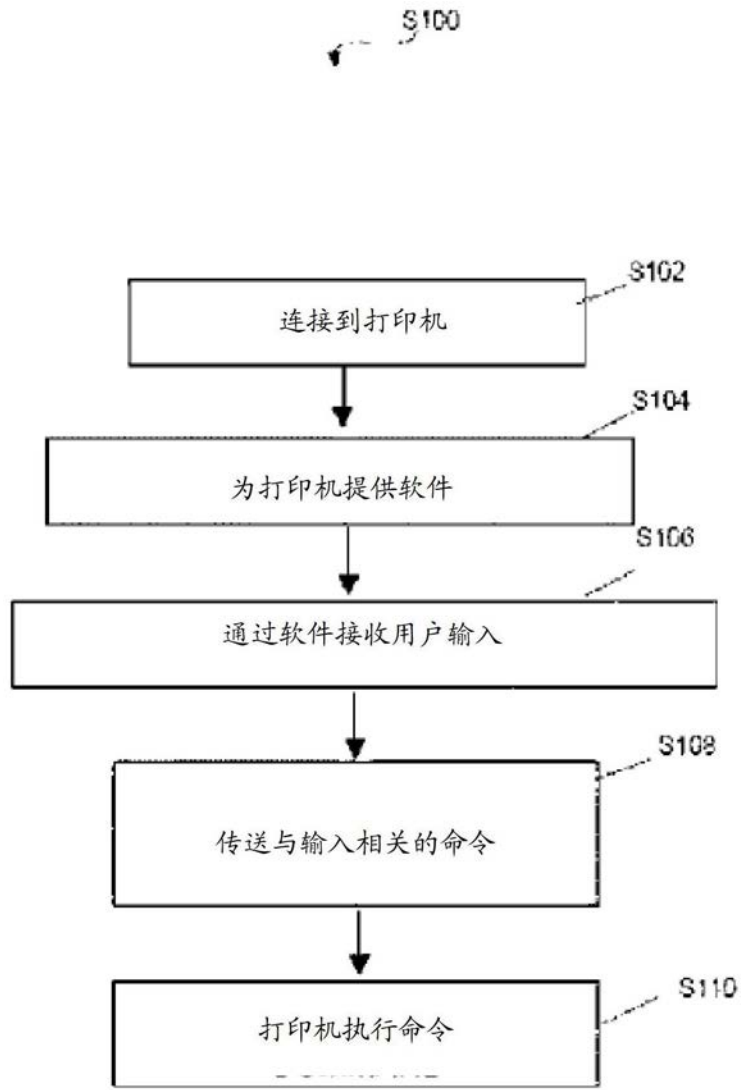 S100
S102
连接到打印机
S104
为打印机提供软件
S106
通过软件接收用户输入
S108
传送与输入相关的命令
S110
打印机执行命令